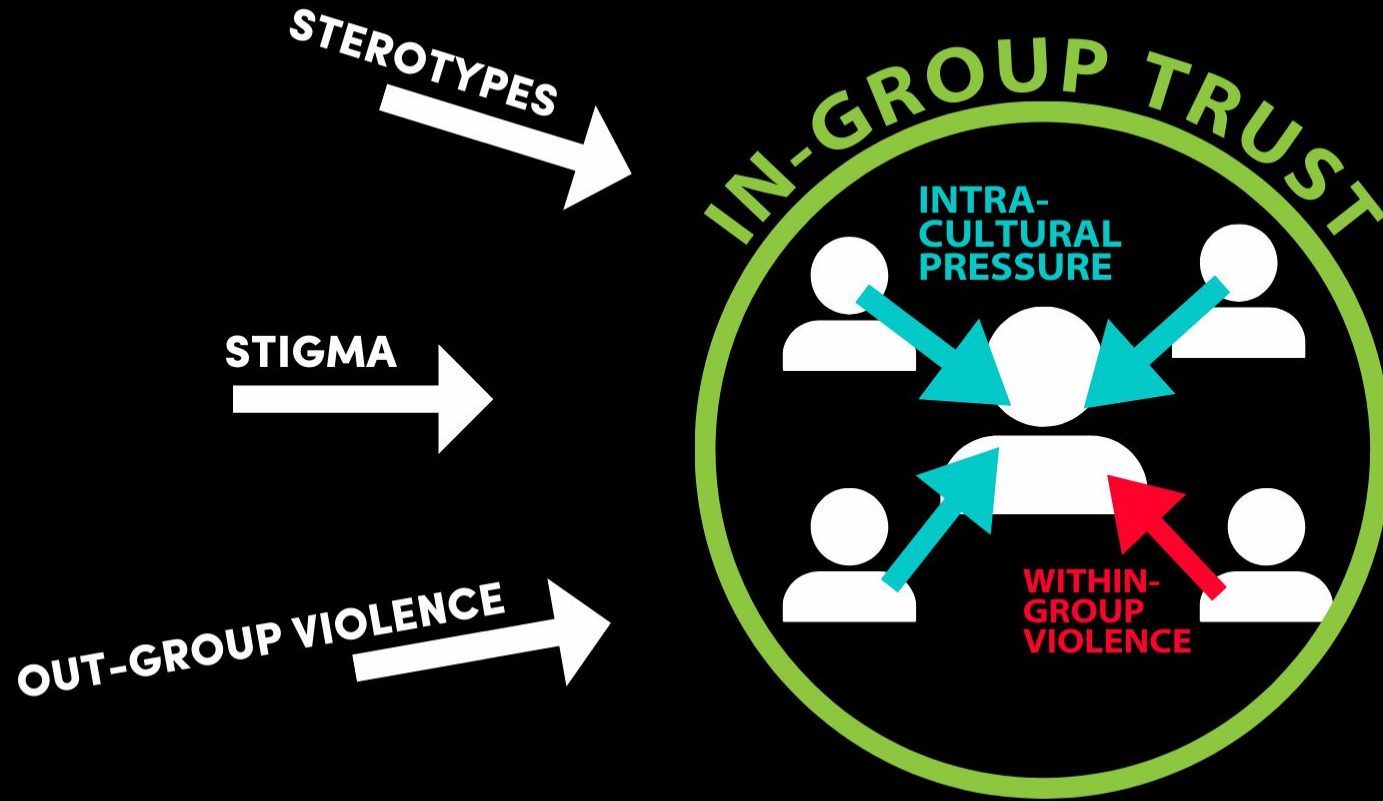 STEROTYPES
IN-GROUP TRUST
INTRA-
CULTURAL
PRESSURE
STIGMA
OUT-GROUP VIOLENCE
WITHIN-
GROUP
VIOLENCE